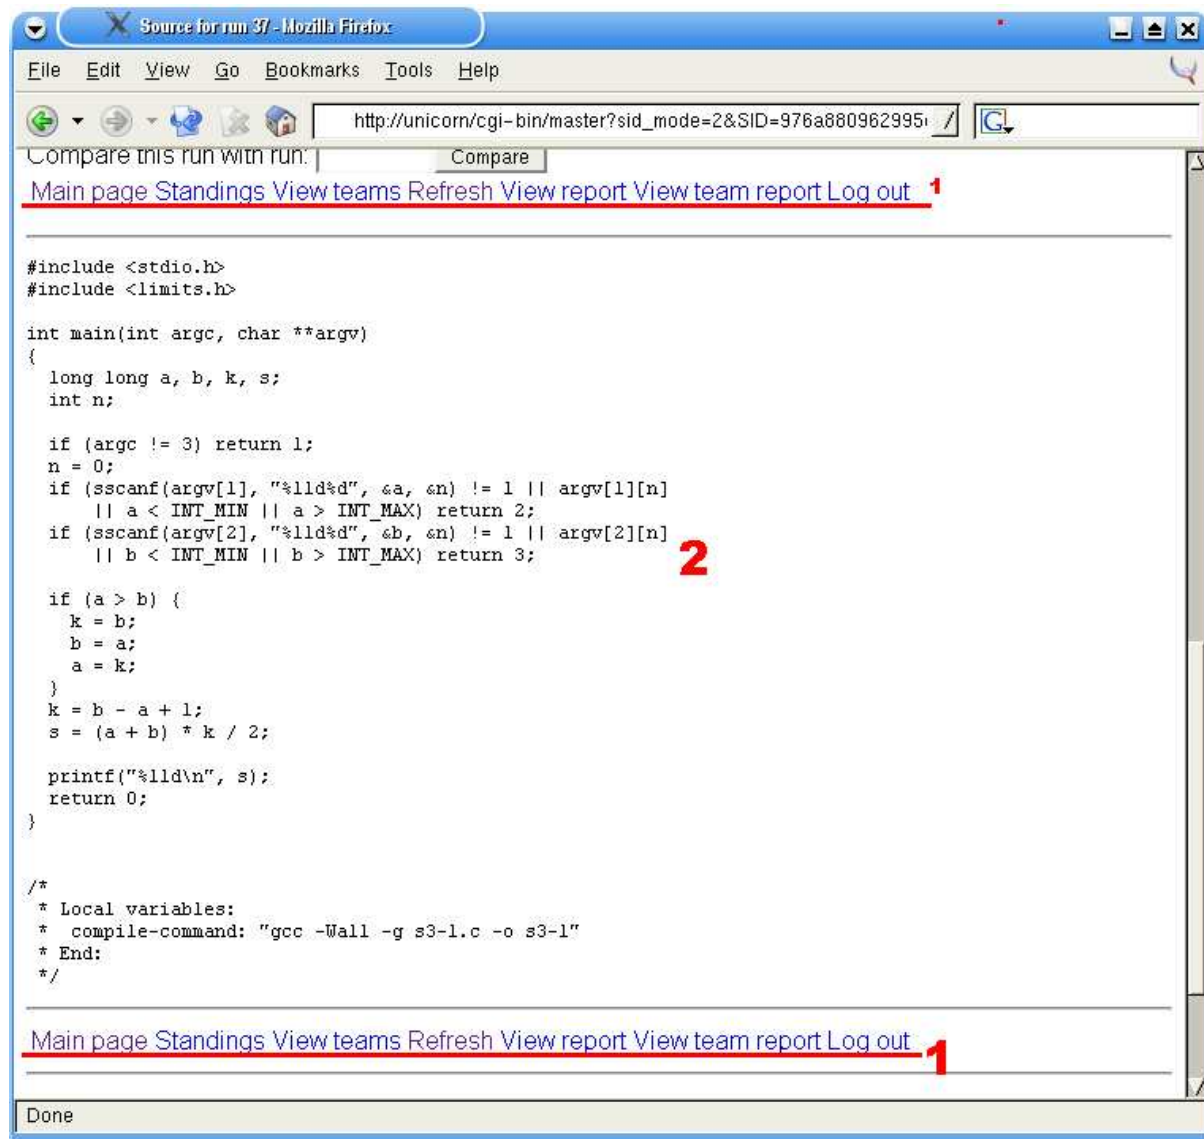 Source for run 37 - Mozilla Firefox
File Edit View Go Bookmarks Tools Help
http://unicorn/cgi-bin/master?sid_mode=2&SID=976a880962995
G
Compare this run with run: Compare
Main page Standings View teams Refresh View report View team report Log out 1
#include <stdio.h>
#include <limits.h>
int main(int argc, char **argv)
{
  long long a, b, k, s;
  int n;
  if (argc != 3) return 1;
  n = 0;
  if (sscanf(argv[1], "%lld%d", &a, &n) != 1 || argv[1][n]
      || a < INT_MIN || a > INT_MAX) return 2;
  if (sscanf(argv[2], "%lld%d", &b, &n) != 1 || argv[2][n]
      || b < INT_MIN || b > INT_MAX) return 3;
2
  if (a > b) {
    k = b;
    b = a;
    a = k;
  }
  k = b - a + 1;
  s = (a + b) * k / 2;
  printf("%lld\n", s);
  return 0;
}
/*
 * Local variables:
 *  compile-command: "gcc -Wall -g s3-1.c -o s3-1"
 * End:
 */
Main page Standings View teams Refresh View report View team report Log out 1
Done